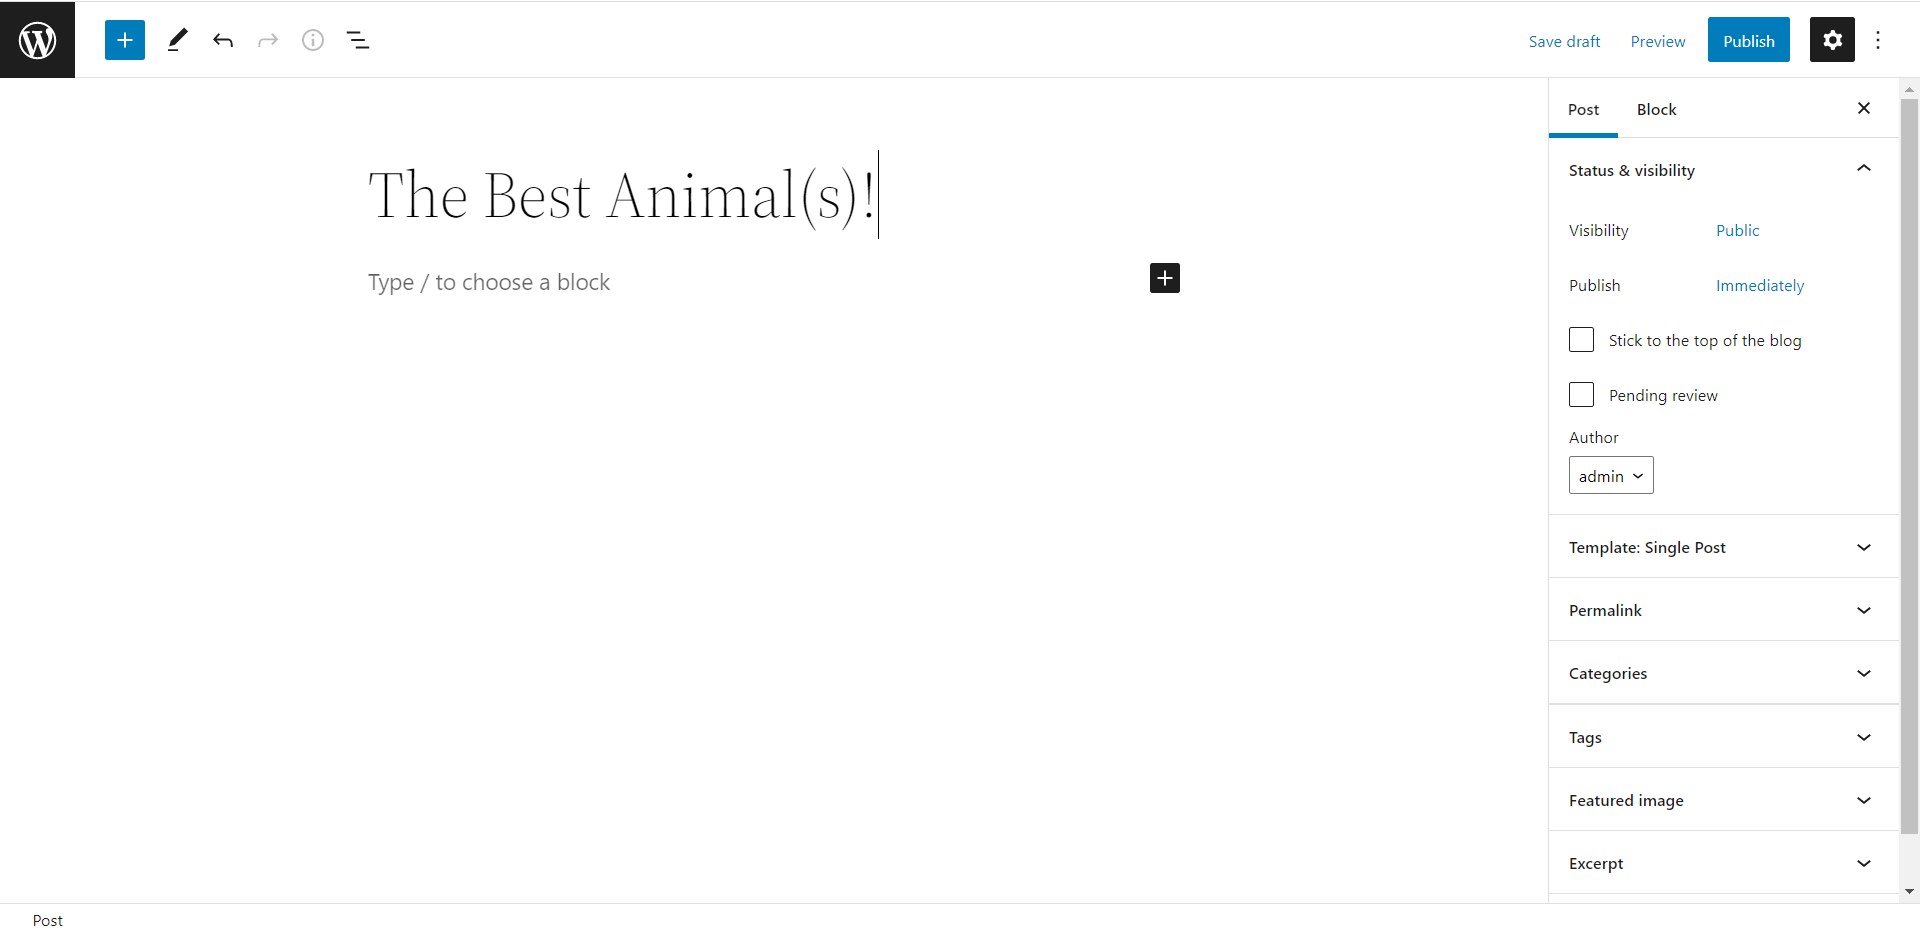 Save draft
Preview
Publish
Post
Block
Status & visibility
The Best Animal(s)!
Visibility
Public
Type / to choose a block
Publish
Immediately
Stick to the top of the blog
Pending review
Author
admin
Template: Single Post
Permalink
Categories
Tags
Featured image
Excerpt
Post